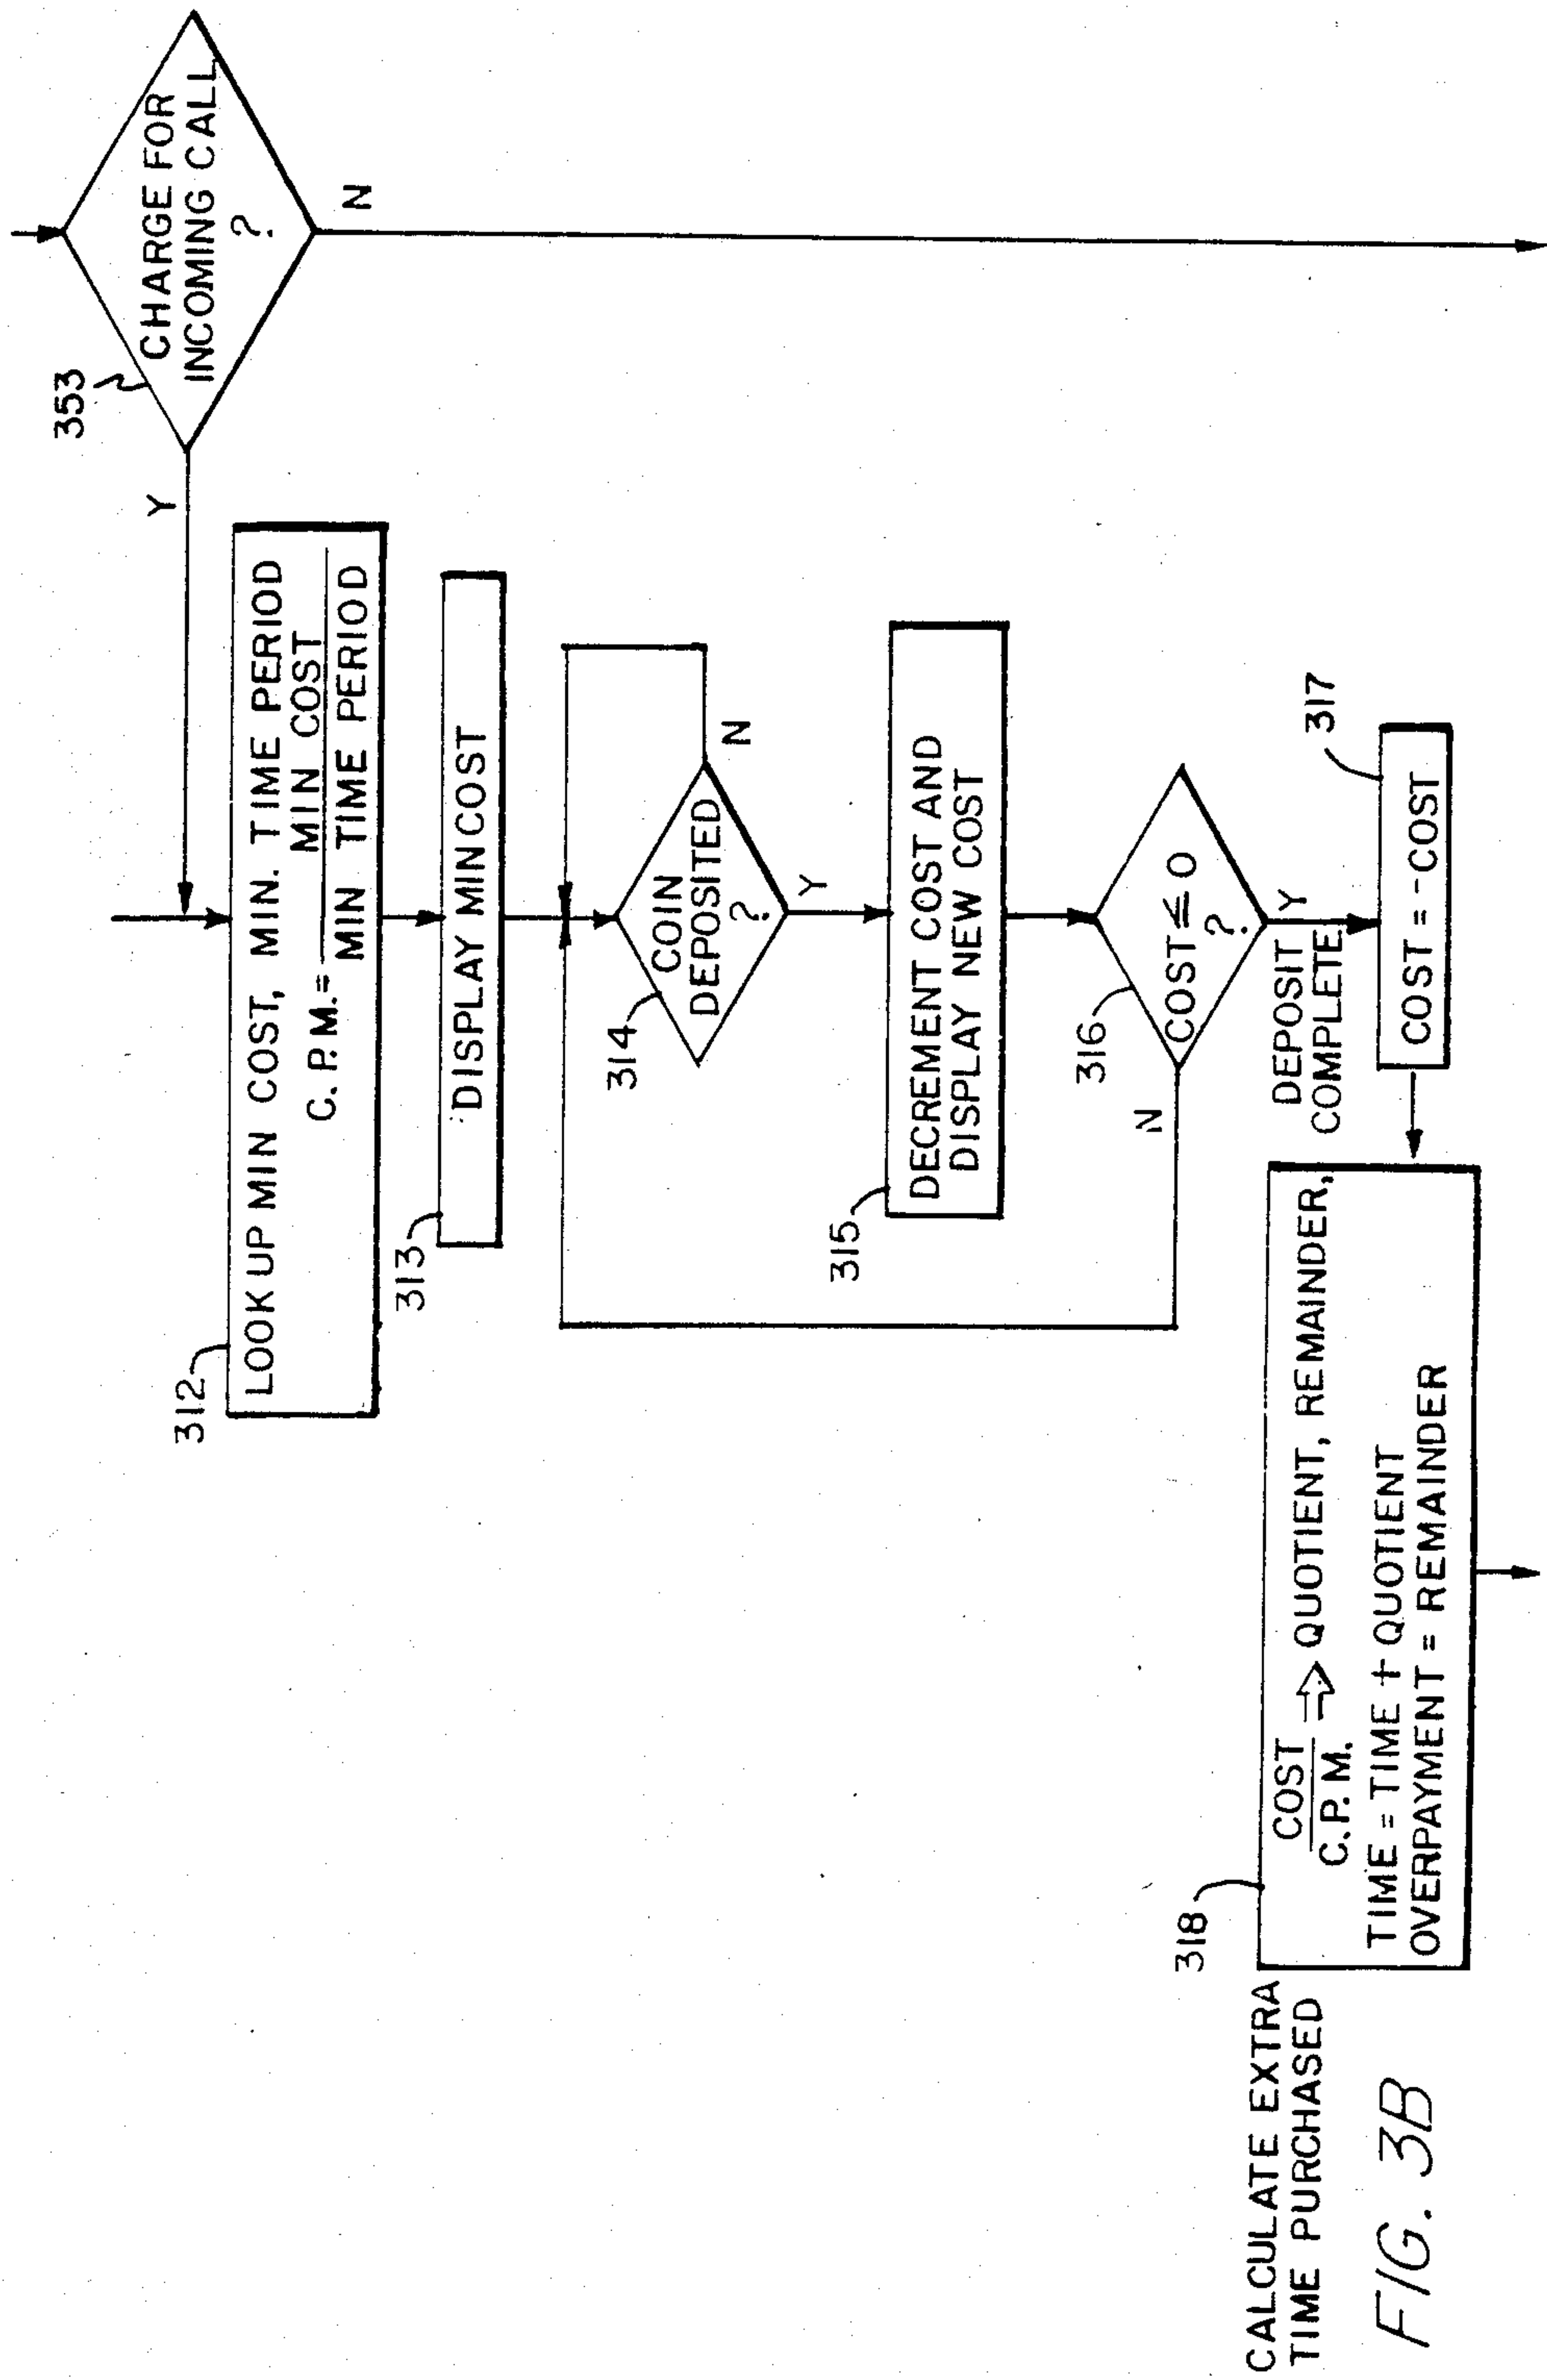 353
CHARGE FOR
INCOMING CALL
?
Y
N
312
LOOK UP MIN COST, MIN. TIME PERIOD
C.P.M. = MIN COST
MIN TIME PERIOD
313
DISPLAY MIN COST
314
COIN
DEPOSITED
?
N
Y
315
DECREMENT COST AND
DISPLAY NEW COST
316
COST ≤ 0
?
N
Y
DEPOSIT
COMPLETE
317
COST = -COST
318
COST
C.P.M. ⇒ QUOTIENT, REMAINDER,
TIME = TIME + QUOTIENT
OVERPAYMENT = REMAINDER
CALCULATE EXTRA
TIME PURCHASED
FIG. 3B